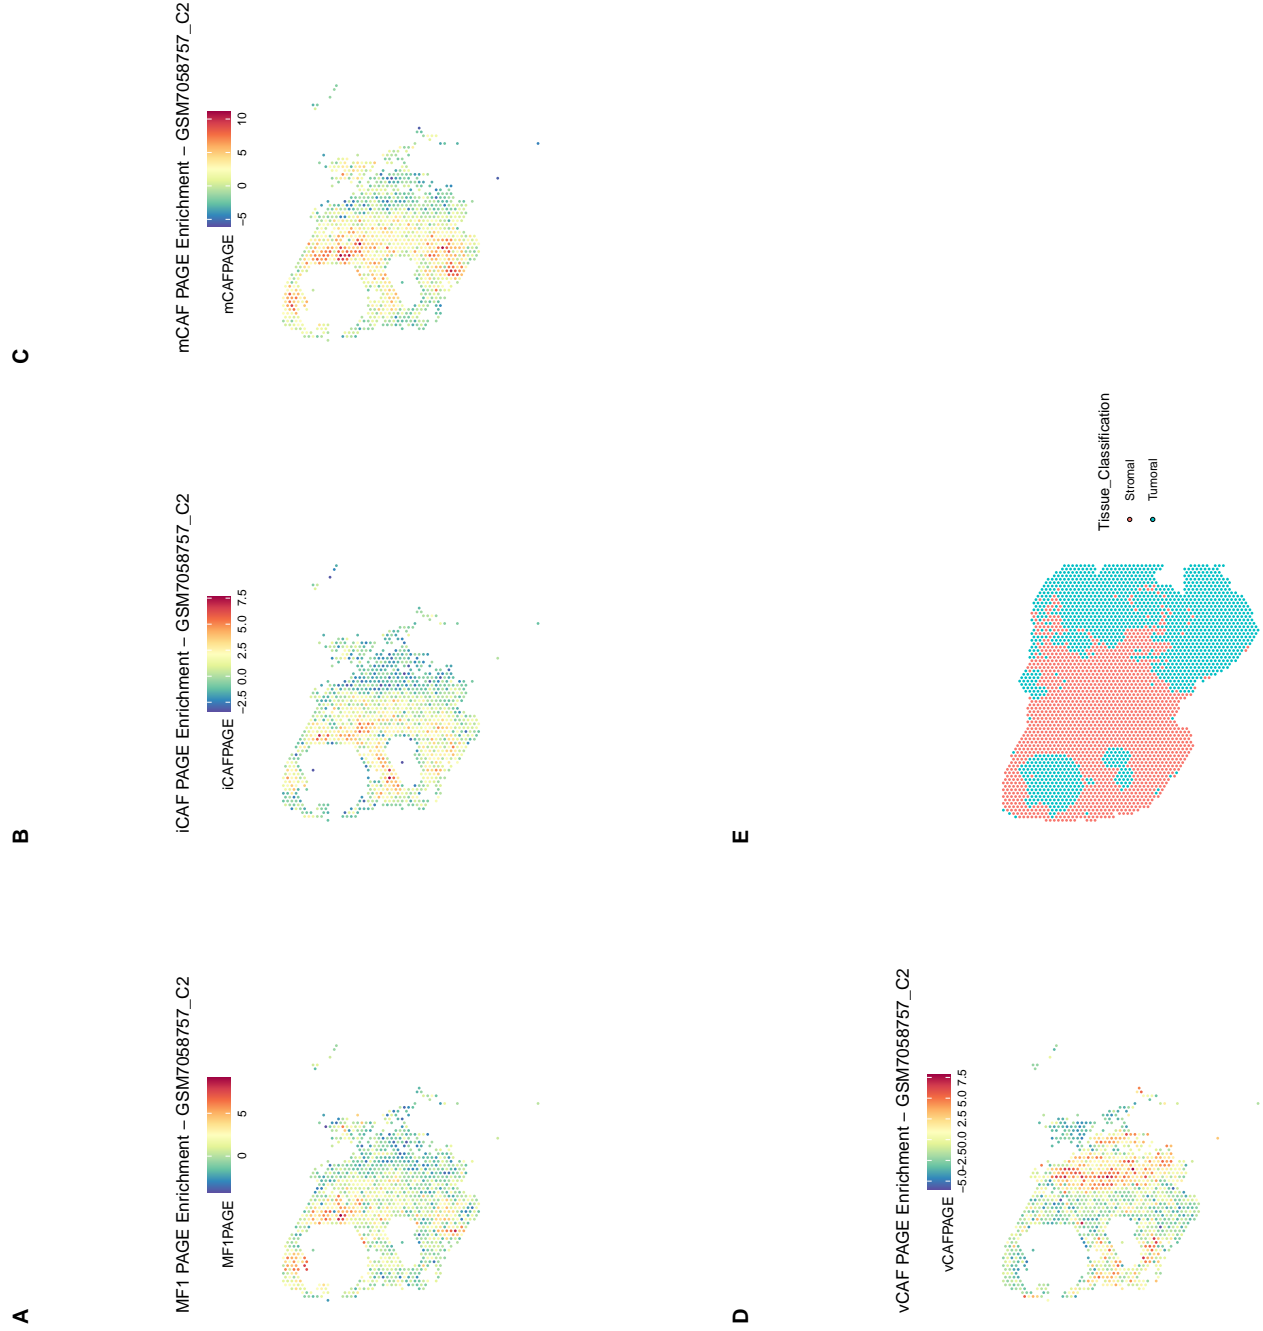 A
MF1 PAGE Enrichment − GSM7058757_C2
MF1PAGE
0
5
B
iCAF PAGE Enrichment − GSM7058757_C2
iCAFPAGE
−2.5
0.0
2.5
5.0
7.5
C
mCAF PAGE Enrichment − GSM7058757_C2
mCAFPAGE
−5
0
5
10
D
vCAF PAGE Enrichment − GSM7058757_C2
vCAFPAGE
−5.0
−2.5
0.0
2.5
5.0
7.5
E
Tissue_Classification
Stromal
Tumoral